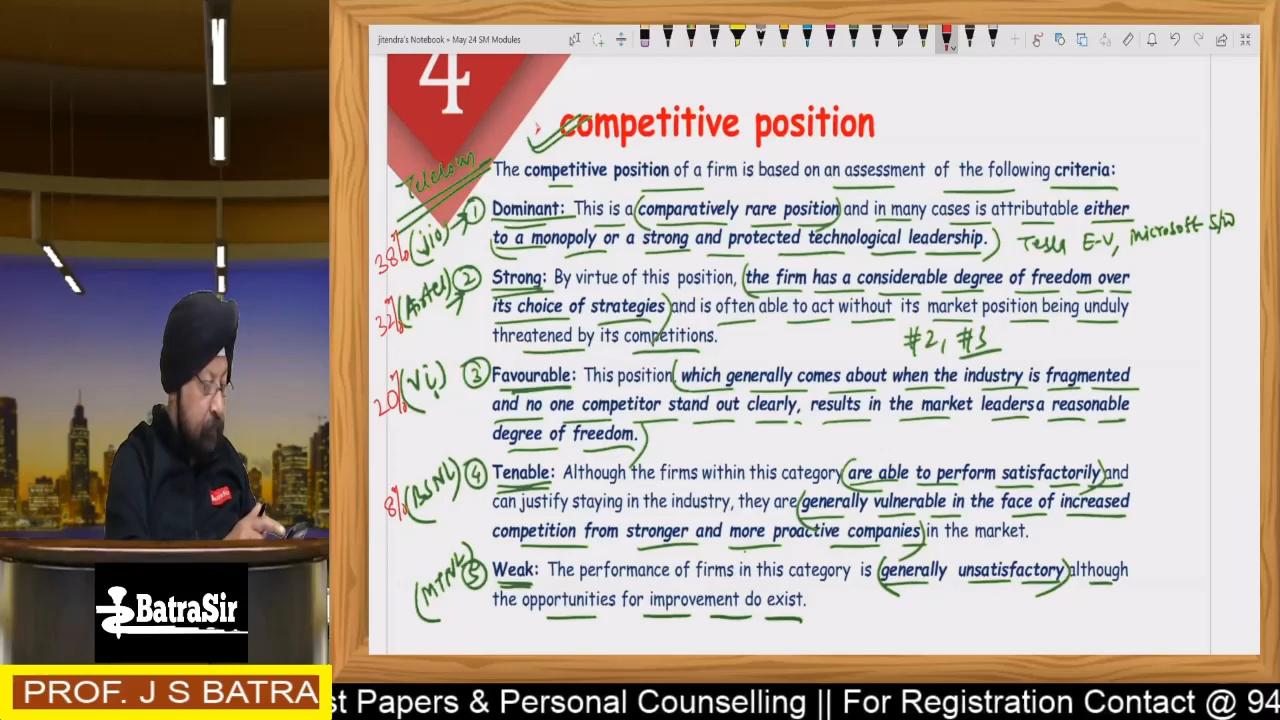 jitendra's Notebook » May 24 SM Modules
4
competitive position
Telecom
The competitive position of a firm is based on an assessment of the following criteria:
38% (Jio) → 1 Dominant: This is a (comparatively rare position) and in many cases is attributable either
to a monopoly or a strong and protected technological leadership.) Tesla E-V, Microsoft S/W
32% (Airtel) → 2 Strong: By virtue of this position, (the firm has a considerable degree of freedom over
its choice of strategies) and is often able to act without its market position being unduly
threatened by its competitions. #2, #3
20% (Vi) 3 Favourable: This position (which generally comes about when the industry is fragmented
and no one competitor stand out clearly, results in the market leaders a reasonable
degree of freedom.)
8% (BSNL) 4 Tenable: Although the firms within this category (are able to perform satisfactorily) and
can justify staying in the industry, they are (generally vulnerable in the face of increased
competition from stronger and more proactive companies) in the market.
(MTNL) 5 Weak: The performance of firms in this category is (generally unsatisfactory) although
the opportunities for improvement do exist.
BatraSir
PROF. J S BATRA
st Papers & Personal Counselling || For Registration Contact @ 94